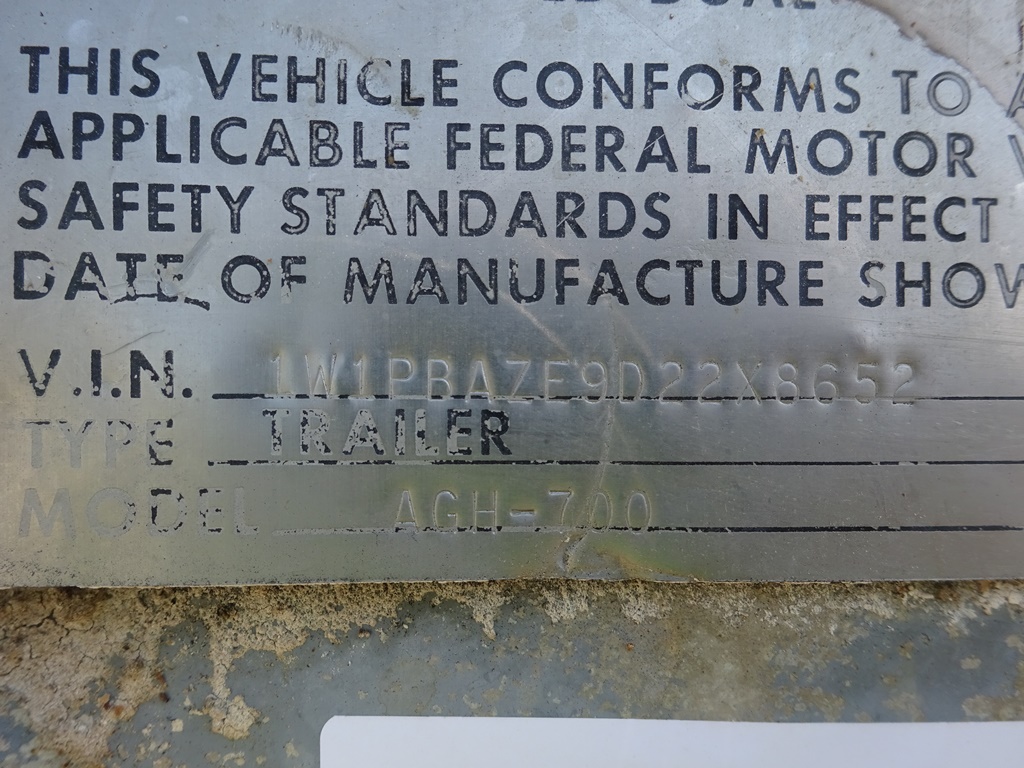 DUAL
THIS VEHICLE CONFORMS TO
APPLICABLE FEDERAL MOTOR
SAFETY STANDARDS IN EFFECT
DATE OF MANUFACTURE SHOW
V.I.N. 1W1PBAZE9D22X8652
TYPE TRAILER
MODEL AGH-700